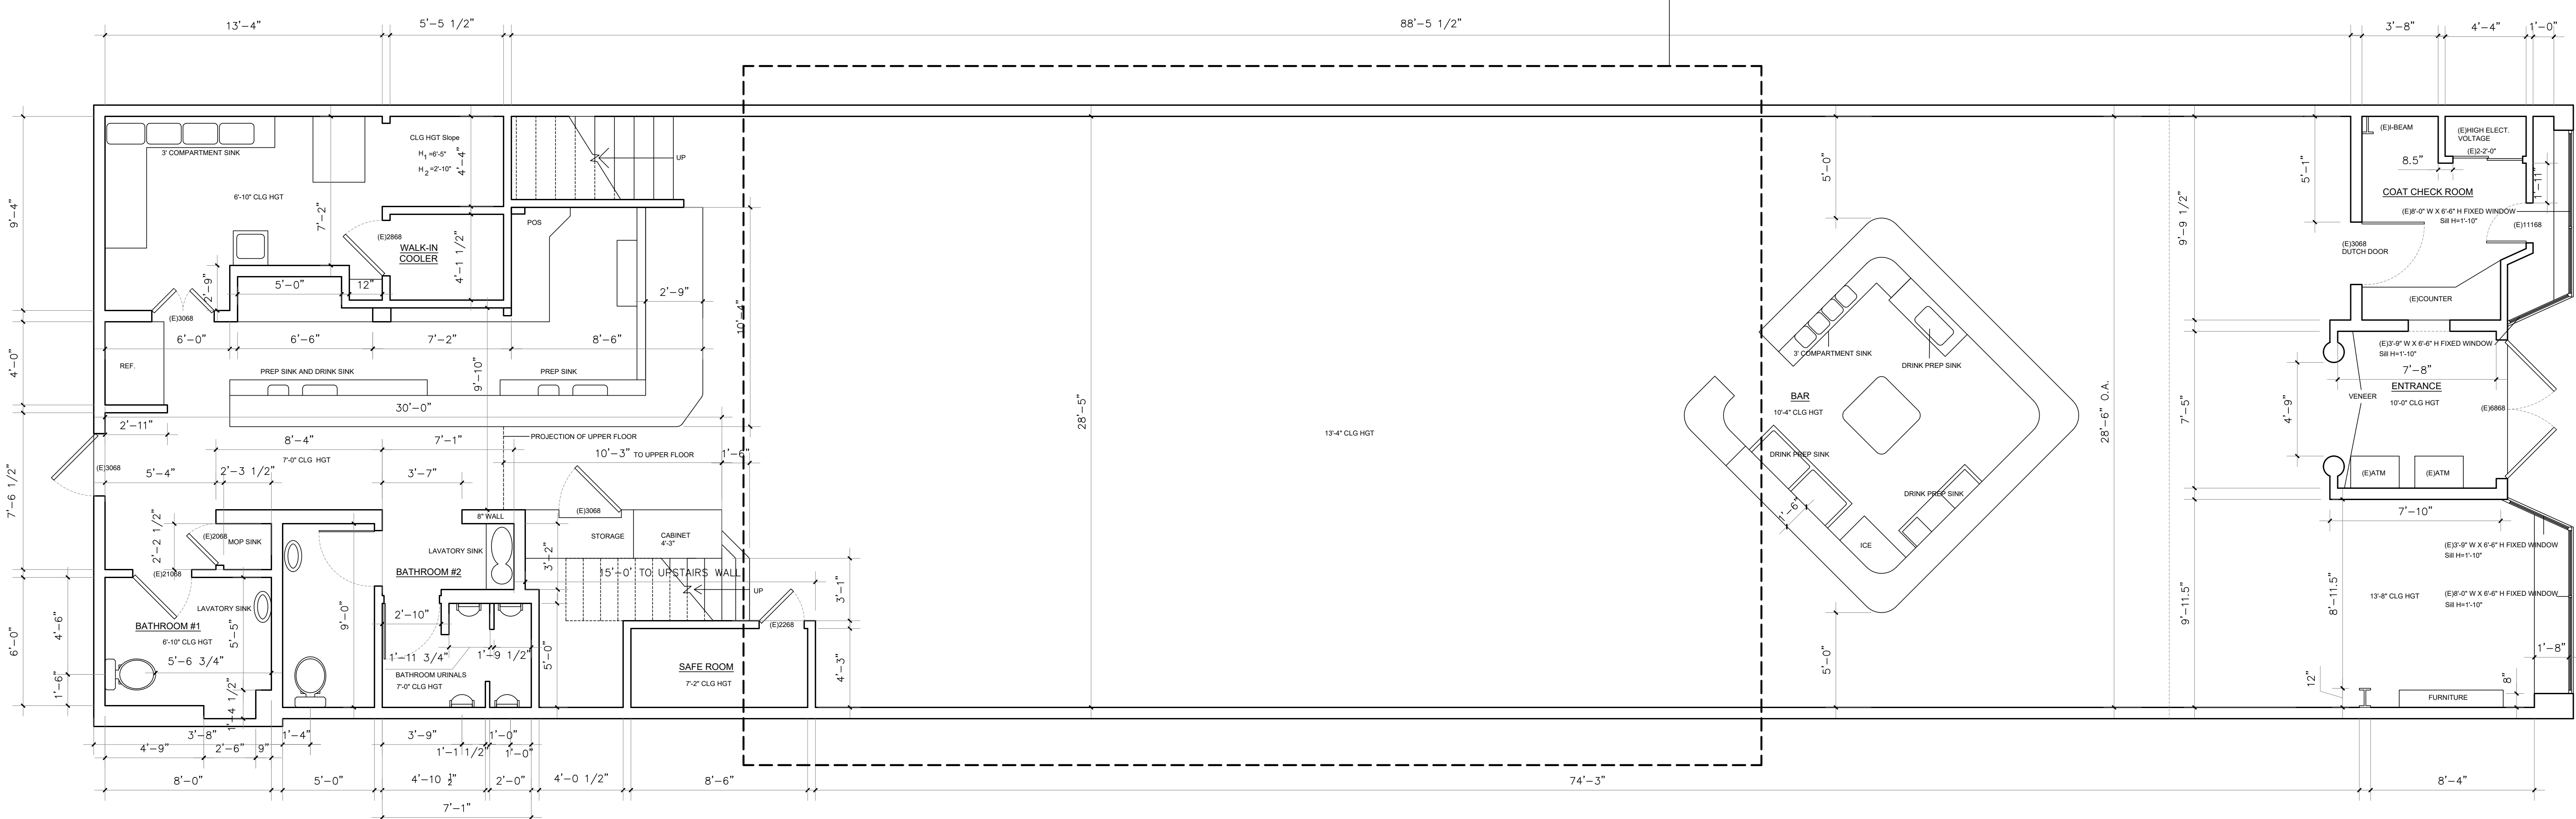 13'-4"
5'-5 1/2"
88'-5 1/2"
3'-8"
4'-4"
1'-0"
3' COMPARTMENT SINK
CLG HGT Slope
H1 =6'-5"
H2 =2'-10"
4'-4"
UP
5'-0"
5'-1"
(E)I-BEAM
(E)HIGH ELECT.
VOLTAGE
(E)2-2'-0"
8.5"
1'-11"
COAT CHECK ROOM
(E)8'-0" W X 6'-6" H FIXED WINDOW
Sill H=1'-10"
(E)11168
9'-4"
6'-10" CLG HGT
7'-2"
(E)2868
WALK-IN
COOLER
4'-1 1/2"
POS
9'-9 1/2"
(E)3068
DUTCH DOOR
2'-9"
5'-0"
12"
2'-9"
10'-4"
(E)COUNTER
(E)3068
6'-0"
6'-6"
7'-2"
8'-6"
4'-0"
REF.
PREP SINK AND DRINK SINK
9'-10"
PREP SINK
3' COMPARTMENT SINK
DRINK PREP SINK
(E)3'-9" W X 6'-6" H FIXED WINDOW
Sill H=1'-10"
7'-8"
ENTRANCE
10'-0" CLG HGT
VENEER
(E)6868
4'-9"
7'-5"
30'-0"
28'-5"
28'-6" O.A.
BAR
10'-4" CLG HGT
13'-4" CLG HGT
2'-11"
8'-4"
7'-1"
PROJECTION OF UPPER FLOOR
10'-3" TO UPPER FLOOR
1'-6"
7'-0" CLG HGT
(E)3068
5'-4"
2'-3 1/2"
3'-7"
DRINK PREP SINK
(E)ATM
(E)ATM
7'-6 1/2"
DRINK PREP SINK
1'-6"
7'-10"
8" WALL
(E)3068
2'-2 1/2"
(E)2068
MOP SINK
STORAGE
CABINET
4'-3"
ICE
LAVATORY SINK
3'-2"
(E)3'-9" W X 6'-6" H FIXED WINDOW
Sill H=1'-10"
(E)21068
BATHROOM #2
15'-0' TO UPSTAIRS WALL
UP
3'-1"
8'-11.5"
9'-11.5"
13'-8" CLG HGT
(E)8'-0" W X 6'-6" H FIXED WINDOW
Sill H=1'-10"
LAVATORY SINK
9'-0"
2'-10"
(E)2268
4'-6"
6'-0"
BATHROOM #1
6'-10" CLG HGT
5'-5"
5'-6 3/4"
1'-11 3/4"
1'-9 1/2"
5'-0"
SAFE ROOM
7'-2" CLG HGT
4'-3"
5'-0"
1'-8"
BATHROOM URINALS
7'-0" CLG HGT
1'-6"
12"
8"
FURNITURE
1'-4 1/2"
3'-8"
1'-4"
3'-9"
1'-0"
4'-9"
2'-6"
9"
1'-1 1/2"
1'-0"
8'-0"
5'-0"
4'-10 1/2"
2'-0"
4'-0 1/2"
8'-6"
74'-3"
8'-4"
7'-1"